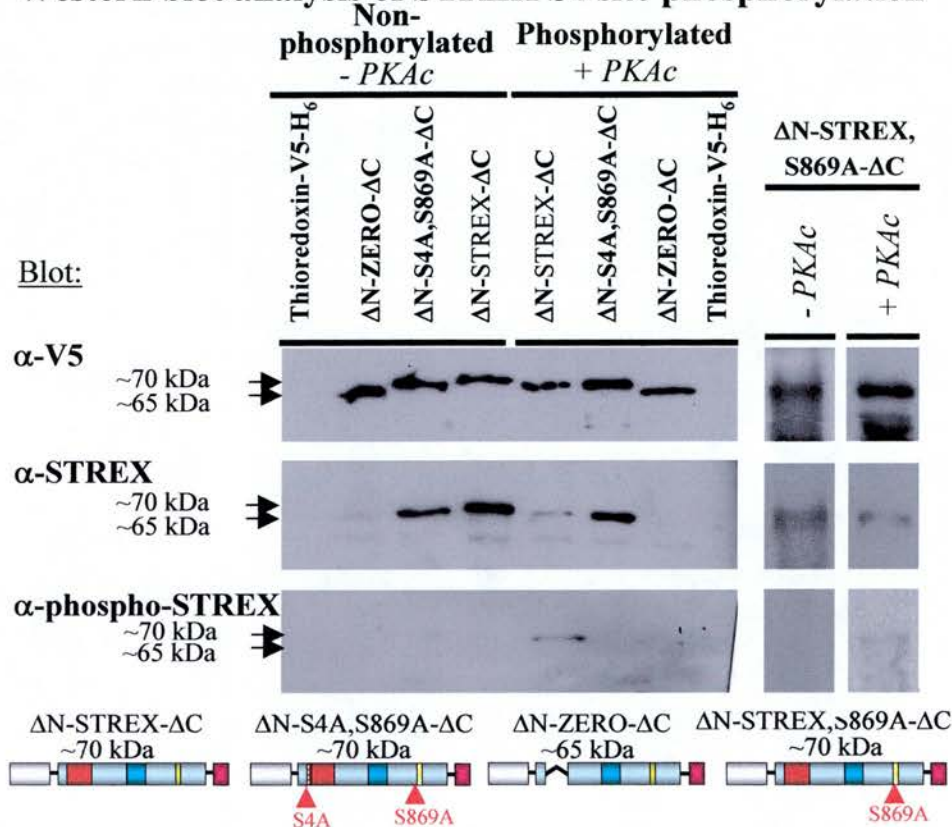 Non-
phosphorylated
- PKAc
Phosphorylated
+ PKAc
ΔN-STREX,
S869A-ΔC
Thioredoxin-V5-H6
ΔN-ZERO-ΔC
ΔN-S4A,S869A-ΔC
ΔN-STREX-ΔC
ΔN-STREX-ΔC
ΔN-S4A,S869A-ΔC
ΔN-ZERO-ΔC
Thioredoxin-V5-H6
- PKAc
+ PKAc
Blot:
α-V5
~70 kDa
~65 kDa
α-STREX
~70 kDa
~65 kDa
α-phospho-STREX
~70 kDa
~65 kDa
ΔN-STREX-ΔC
~70 kDa
ΔN-S4A,S869A-ΔC
~70 kDa
S4A
S869A
ΔN-ZERO-ΔC
~65 kDa
ΔN-STREX,S869A-ΔC
~70 kDa
S869A